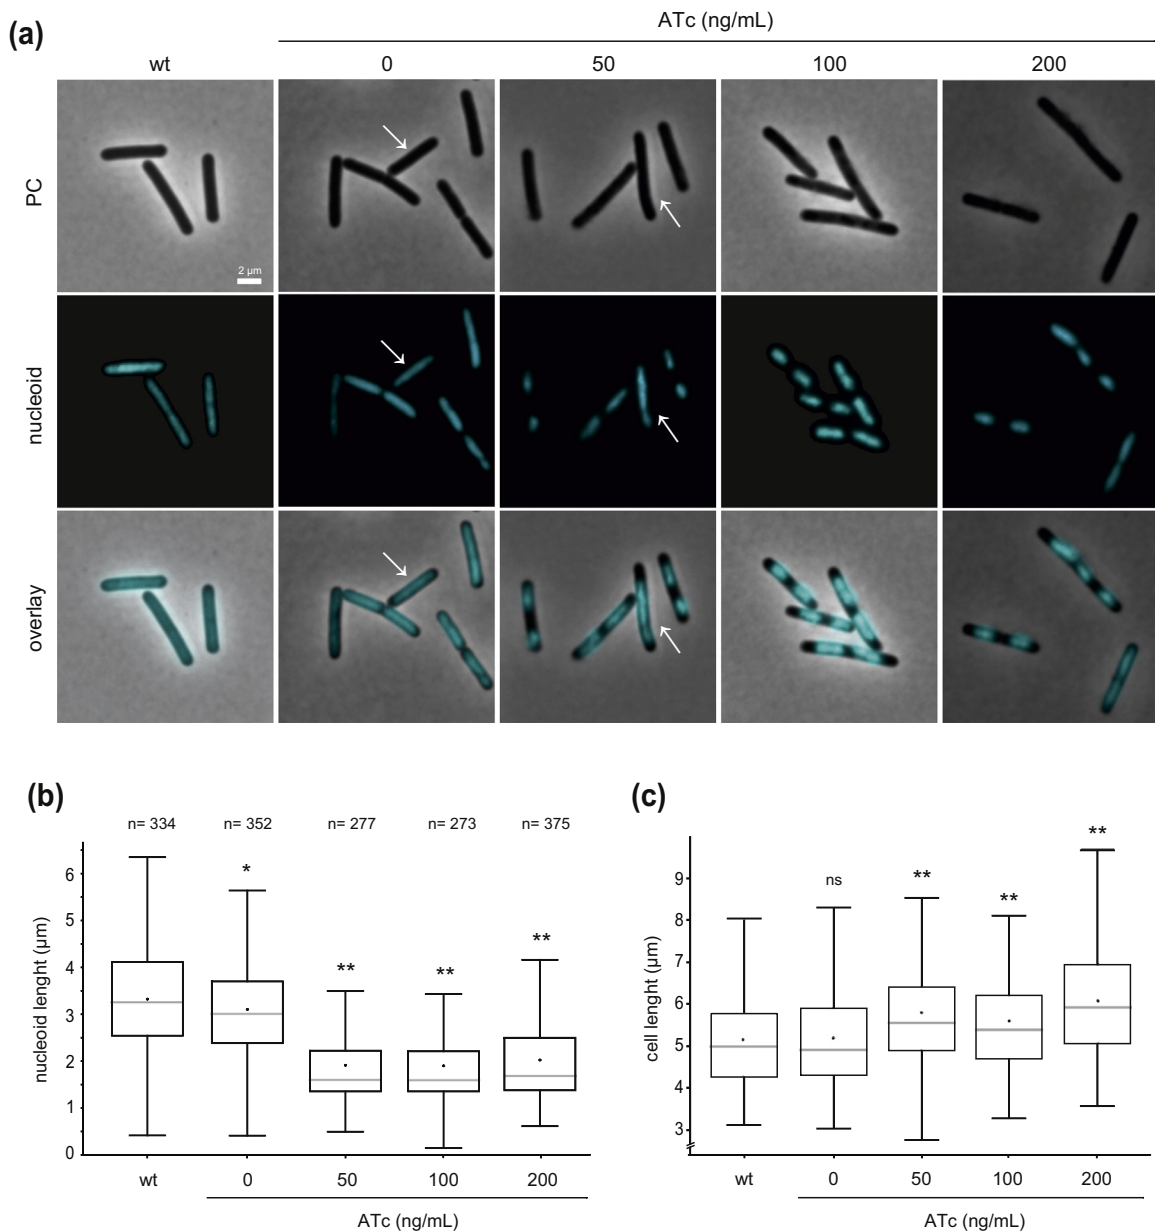 (a)
ATc (ng/mL)
wt 0 50 100 200
PC
2 µm
nucleoid
overlay
(b)
n= 334 n= 352 n= 277 n= 273 n= 375
* ** ** **
nucleoid lenght (µm)
6
5
4
3
2
1
0
wt 0 50 100 200
ATc (ng/mL)
(c)
ns ** ** **
cell lenght (µm)
9
8
7
6
5
4
3
wt 0 50 100 200
ATc (ng/mL)